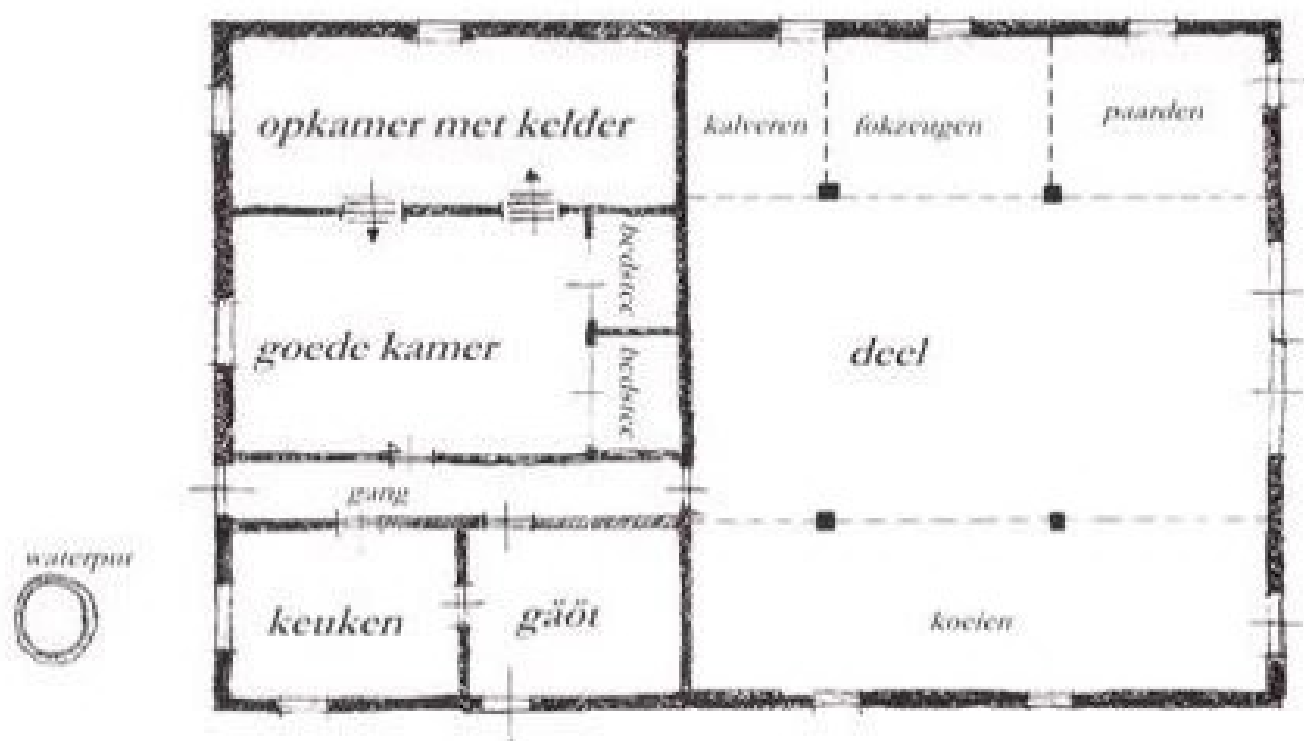 opkamer met kelder
kalveren
fokzeugen
paarden
bedstee
goede kamer
bedstee
deel
gang
waterput
keuken
gäöt
koeien